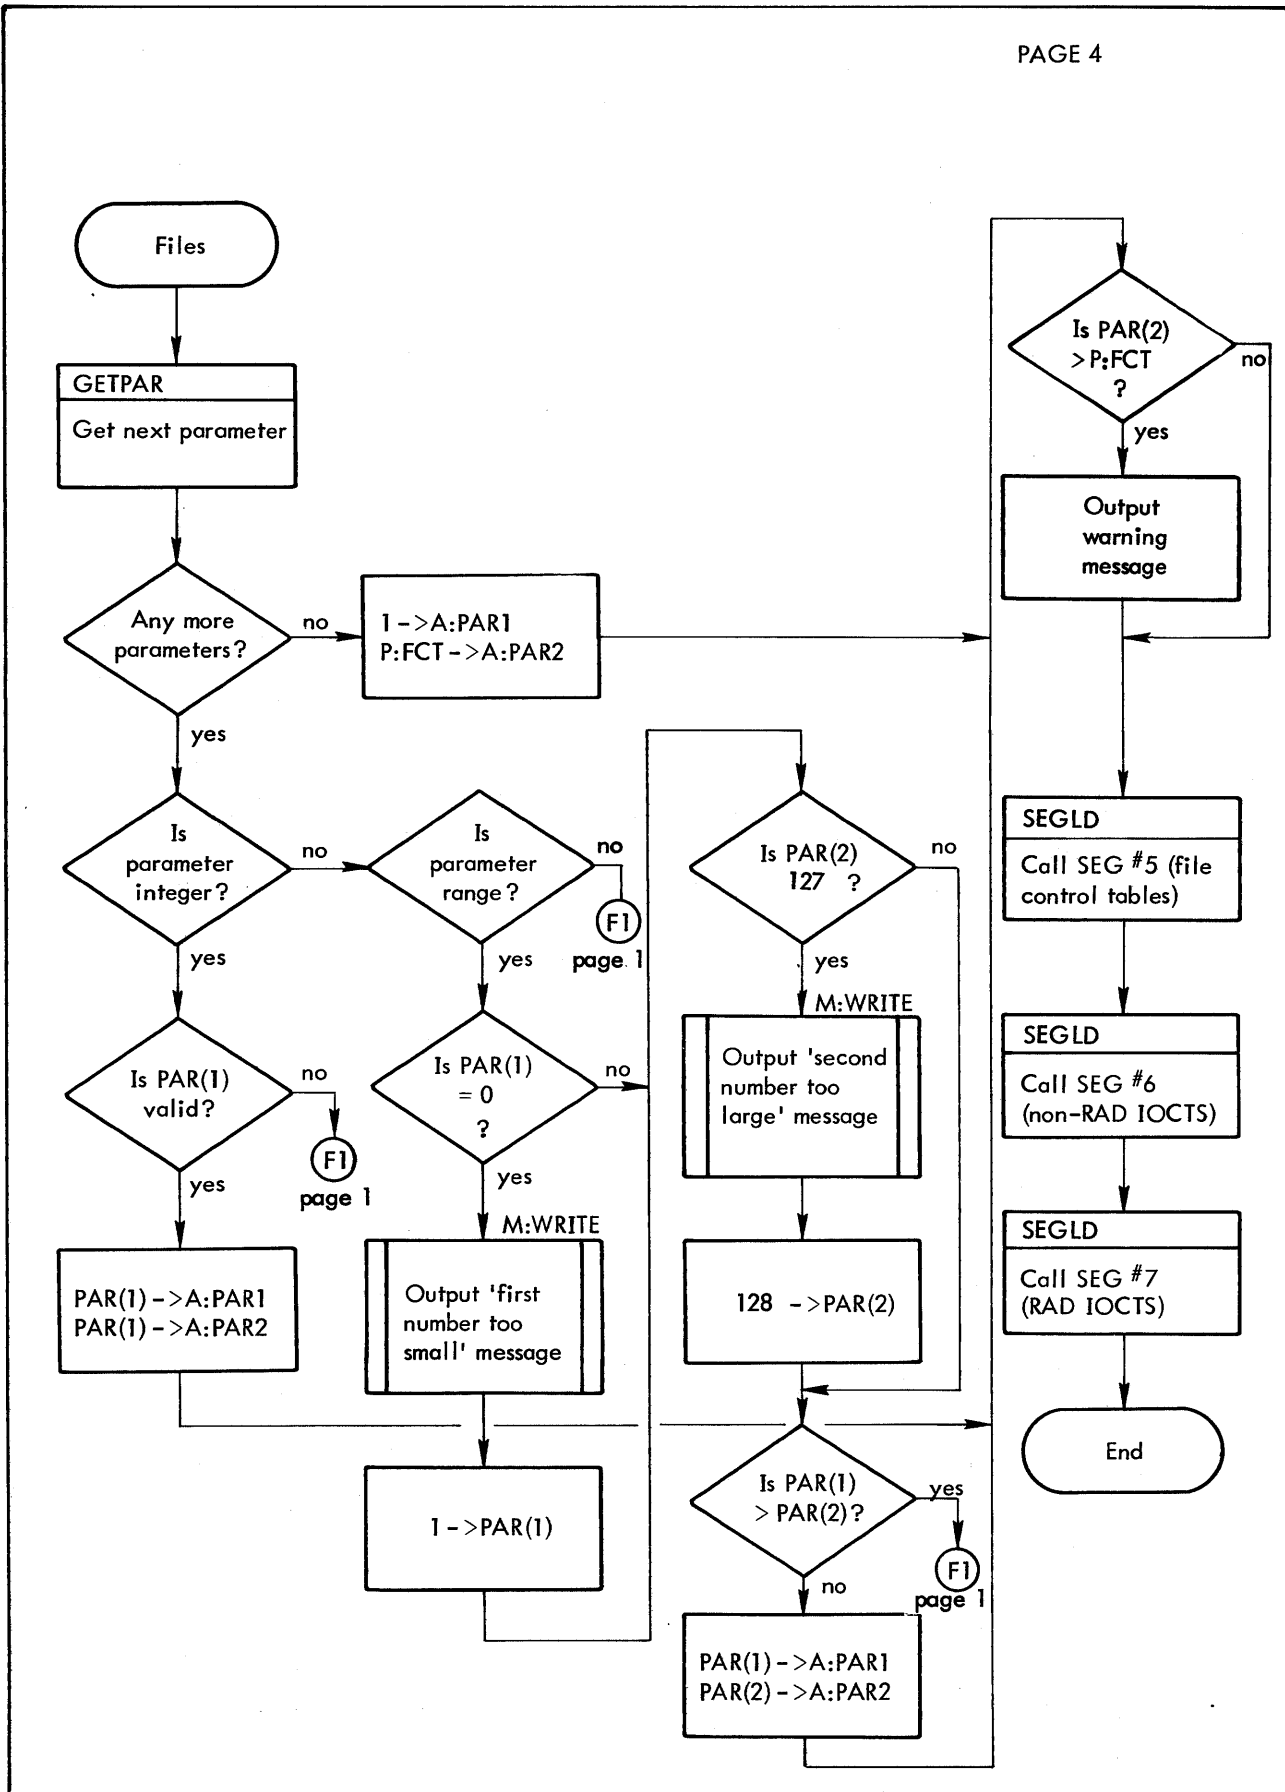 PAGE 4
Files
GETPAR
Get next parameter
Any more
parameters?
no
yes
1 ->A:PAR1
P:FCT ->A:PAR2
Is
parameter
integer?
no
yes
Is PAR(1)
valid?
no
F1
page 1
yes
PAR(1) ->A:PAR1
PAR(1) ->A:PAR2
Is
parameter
range?
no
F1
page 1
yes
Is PAR(1)
= 0
?
no
yes
M:WRITE
Output 'first
number too
small' message
1 ->PAR(1)
Is PAR(2)
127 ?
no
yes
M:WRITE
Output 'second
number too
large' message
128 ->PAR(2)
Is PAR(1)
> PAR(2)?
yes
F1
page 1
no
PAR(1) ->A:PAR1
PAR(2) ->A:PAR2
Is PAR(2)
>P:FCT
?
no
yes
Output
warning
message
SEGLD
Call SEG #5 (file
control tables)
SEGLD
Call SEG #6
(non-RAD IOCTS)
SEGLD
Call SEG #7
(RAD IOCTS)
End